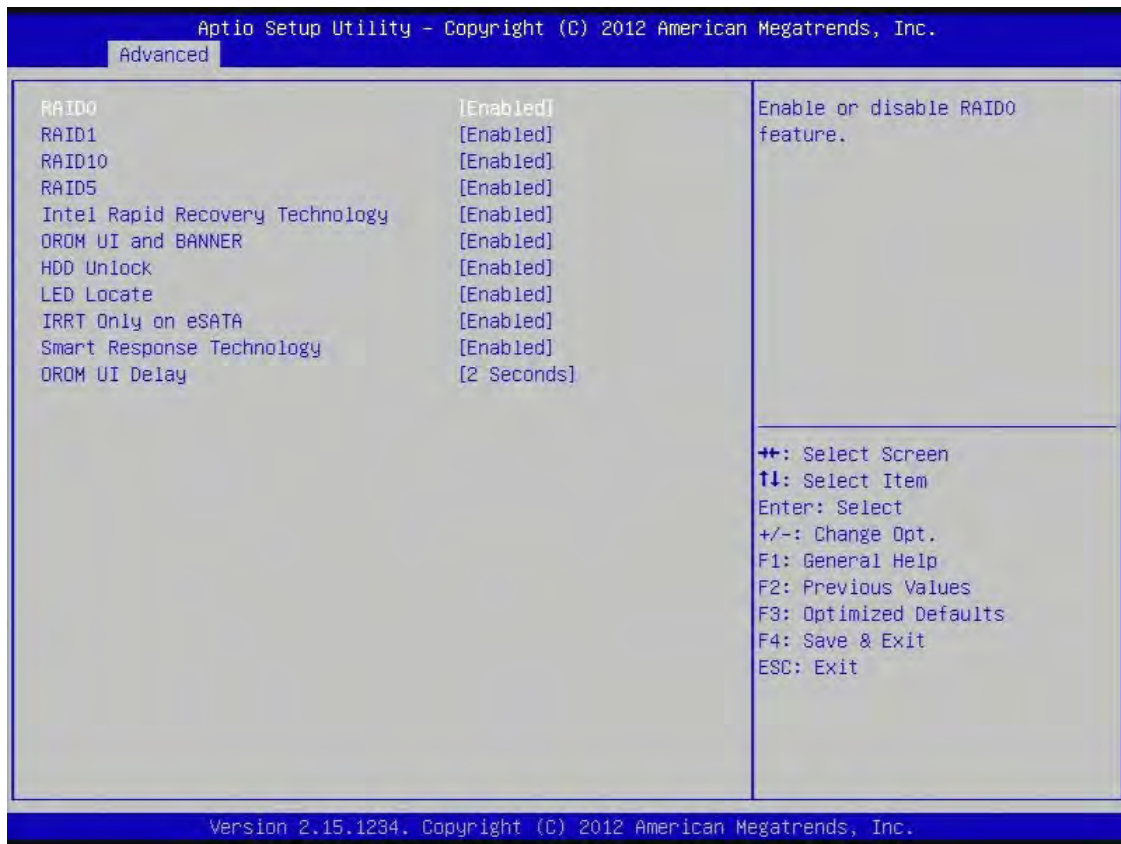 Aptio Setup Utility – Copyright (C) 2012 American Megatrends, Inc.
Advanced
RAID0 [Enabled]
RAID1 [Enabled]
RAID10 [Enabled]
RAID5 [Enabled]
Intel Rapid Recovery Technology [Enabled]
OROM UI and BANNER [Enabled]
HDD Unlock [Enabled]
LED Locate [Enabled]
IRRT Only on eSATA [Enabled]
Smart Response Technology [Enabled]
OROM UI Delay [2 Seconds]
Enable or disable RAID0
feature.
→←: Select Screen
↑↓: Select Item
Enter: Select
+/-: Change Opt.
F1: General Help
F2: Previous Values
F3: Optimized Defaults
F4: Save & Exit
ESC: Exit
Version 2.15.1234. Copyright (C) 2012 American Megatrends, Inc.